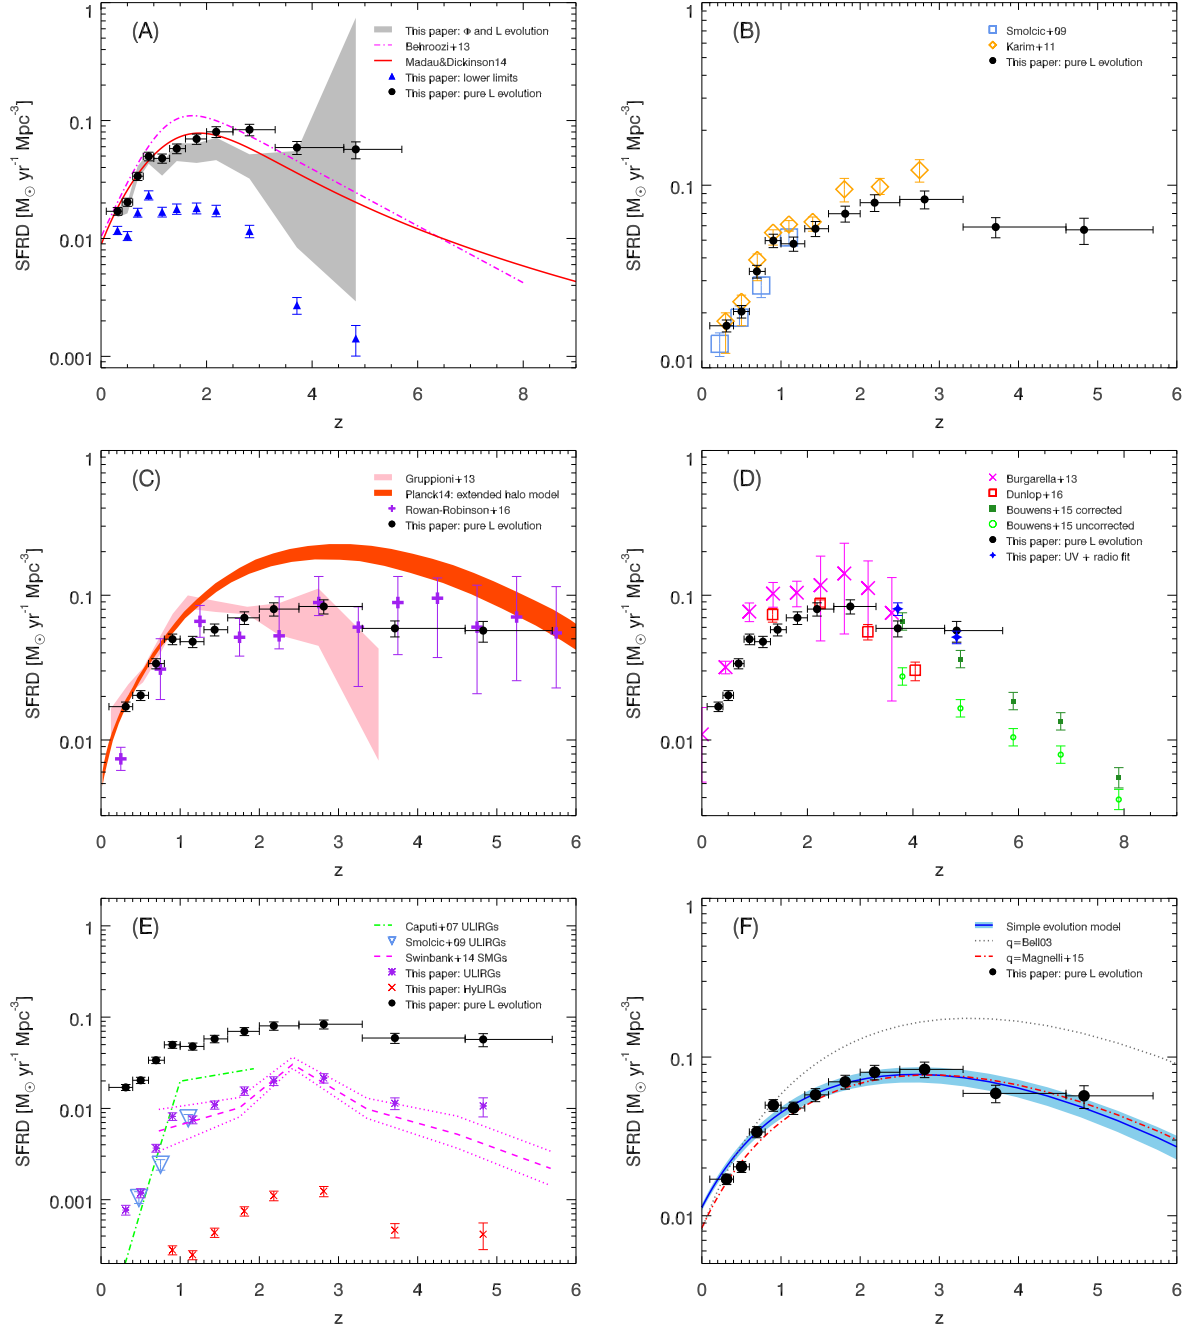 (A)
This paper: Φ and L evolution
Behroozi+13
Madau&Dickinson14
This paper: lower limits
This paper: pure L evolution
SFRD [M⊙ yr-1 Mpc-3]
0.1
0.01
0.001
0 2 4 6 8
z
(B)
Smolcic+09
Karim+11
This paper: pure L evolution
SFRD [M⊙ yr-1 Mpc-3]
1
0.1
0.01
0 1 2 3 4 5 6
z
(C)
Gruppioni+13
Planck14: extended halo model
Rowan-Robinson+16
This paper: pure L evolution
SFRD [M⊙ yr-1 Mpc-3]
1
0.1
0.01
0 1 2 3 4 5 6
z
(D)
Burgarella+13
Dunlop+16
Bouwens+15 corrected
Bouwens+15 uncorrected
This paper: pure L evolution
This paper: UV + radio fit
SFRD [M⊙ yr-1 Mpc-3]
1
0.1
0.01
0 2 4 6 8
z
(E)
Caputi+07 ULIRGs
Smolcic+09 ULIRGs
Swinbank+14 SMGs
This paper: ULIRGs
This paper: HyLIRGs
This paper: pure L evolution
SFRD [M⊙ yr-1 Mpc-3]
1
0.1
0.01
0.001
0 1 2 3 4 5 6
z
(F)
Simple evolution model
q=Bell03
q=Magnelli+15
This paper: pure L evolution
SFRD [M⊙ yr-1 Mpc-3]
1
0.1
0.01
0 1 2 3 4 5 6
z